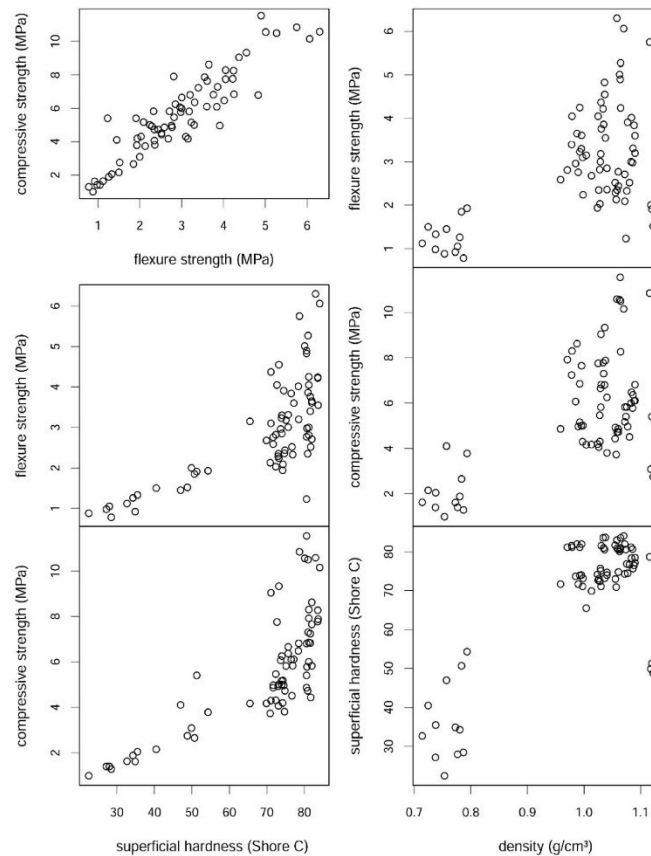 compressive strength (MPa)
2 4 6 8 10
1 2 3 4 5 6
flexure strength (MPa)
flexure strength (MPa)
1 2 3 4 5 6
flexure strength (MPa)
1 2 3 4 5 6
compressive strength (MPa)
2 4 6 8 10
compressive strength (MPa)
2 4 6 8 10
superficial hardness (Shore C)
30 40 50 60 70 80
30 40 50 60 70 80
superficial hardness (Shore C)
0.7 0.8 0.9 1.0 1.1
density (g/cm³)